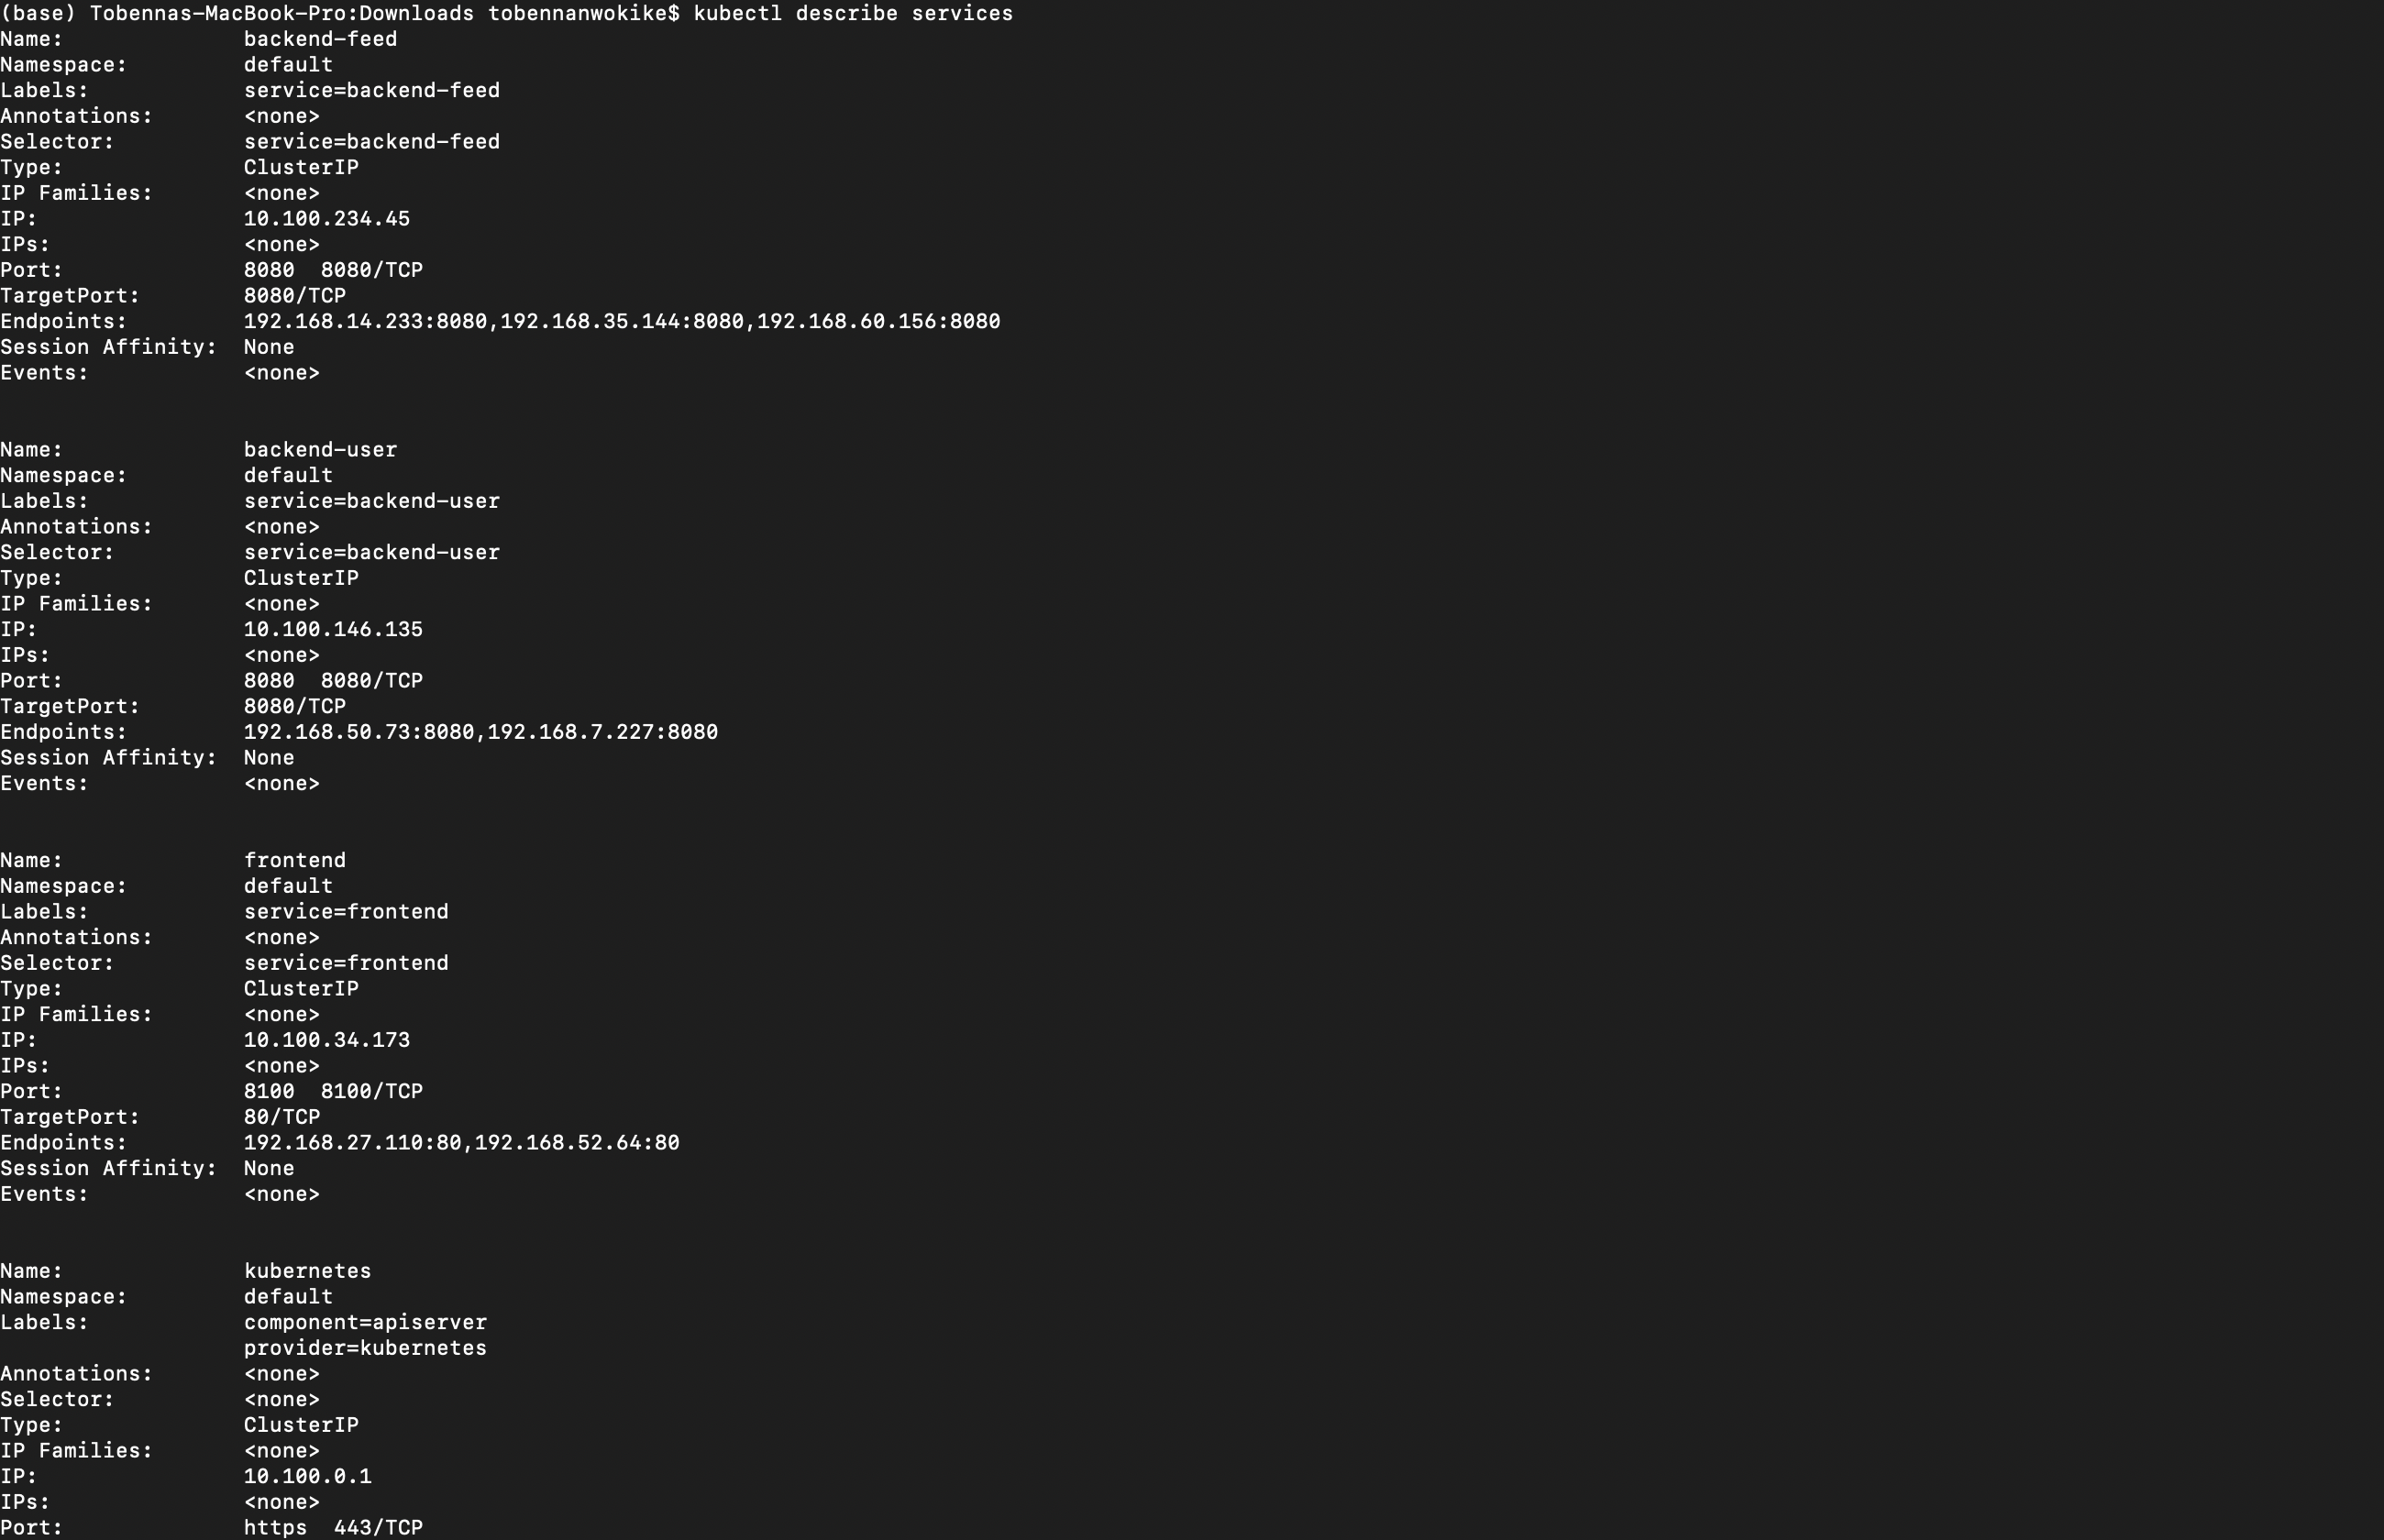 (base) Tobennas-MacBook-Pro:Downloads tobennanwokike$ kubectl describe services
Name:              backend-feed
Namespace:         default
Labels:            service=backend-feed
Annotations:       <none>
Selector:          service=backend-feed
Type:              ClusterIP
IP Families:       <none>
IP:                10.100.234.45
IPs:               <none>
Port:              8080  8080/TCP
TargetPort:        8080/TCP
Endpoints:         192.168.14.233:8080,192.168.35.144:8080,192.168.60.156:8080
Session Affinity:  None
Events:            <none>

Name:              backend-user
Namespace:         default
Labels:            service=backend-user
Annotations:       <none>
Selector:          service=backend-user
Type:              ClusterIP
IP Families:       <none>
IP:                10.100.146.135
IPs:               <none>
Port:              8080  8080/TCP
TargetPort:        8080/TCP
Endpoints:         192.168.50.73:8080,192.168.7.227:8080
Session Affinity:  None
Events:            <none>

Name:              frontend
Namespace:         default
Labels:            service=frontend
Annotations:       <none>
Selector:          service=frontend
Type:              ClusterIP
IP Families:       <none>
IP:                10.100.34.173
IPs:               <none>
Port:              8100  8100/TCP
TargetPort:        80/TCP
Endpoints:         192.168.27.110:80,192.168.52.64:80
Session Affinity:  None
Events:            <none>

Name:              kubernetes
Namespace:         default
Labels:            component=apiserver
                   provider=kubernetes
Annotations:       <none>
Selector:          <none>
Type:              ClusterIP
IP Families:       <none>
IP:                10.100.0.1
IPs:               <none>
Port:              https  443/TCP